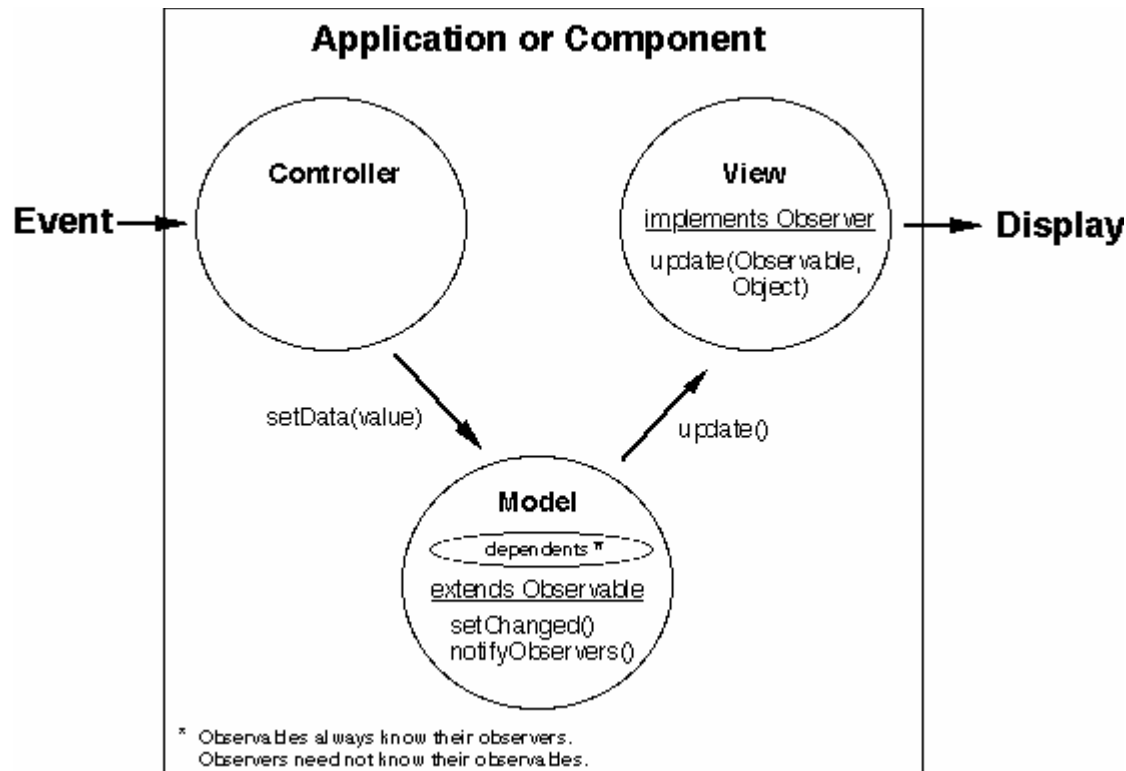 Application or Component
Controller
View
Event
implements Observer
Display
update(Observable,
Object)
setData(value)
update()
Model
dependents *
extends Observable
setChanged()
notifyObservers()
* Observables always know their observers.
Observers need not know their observables.